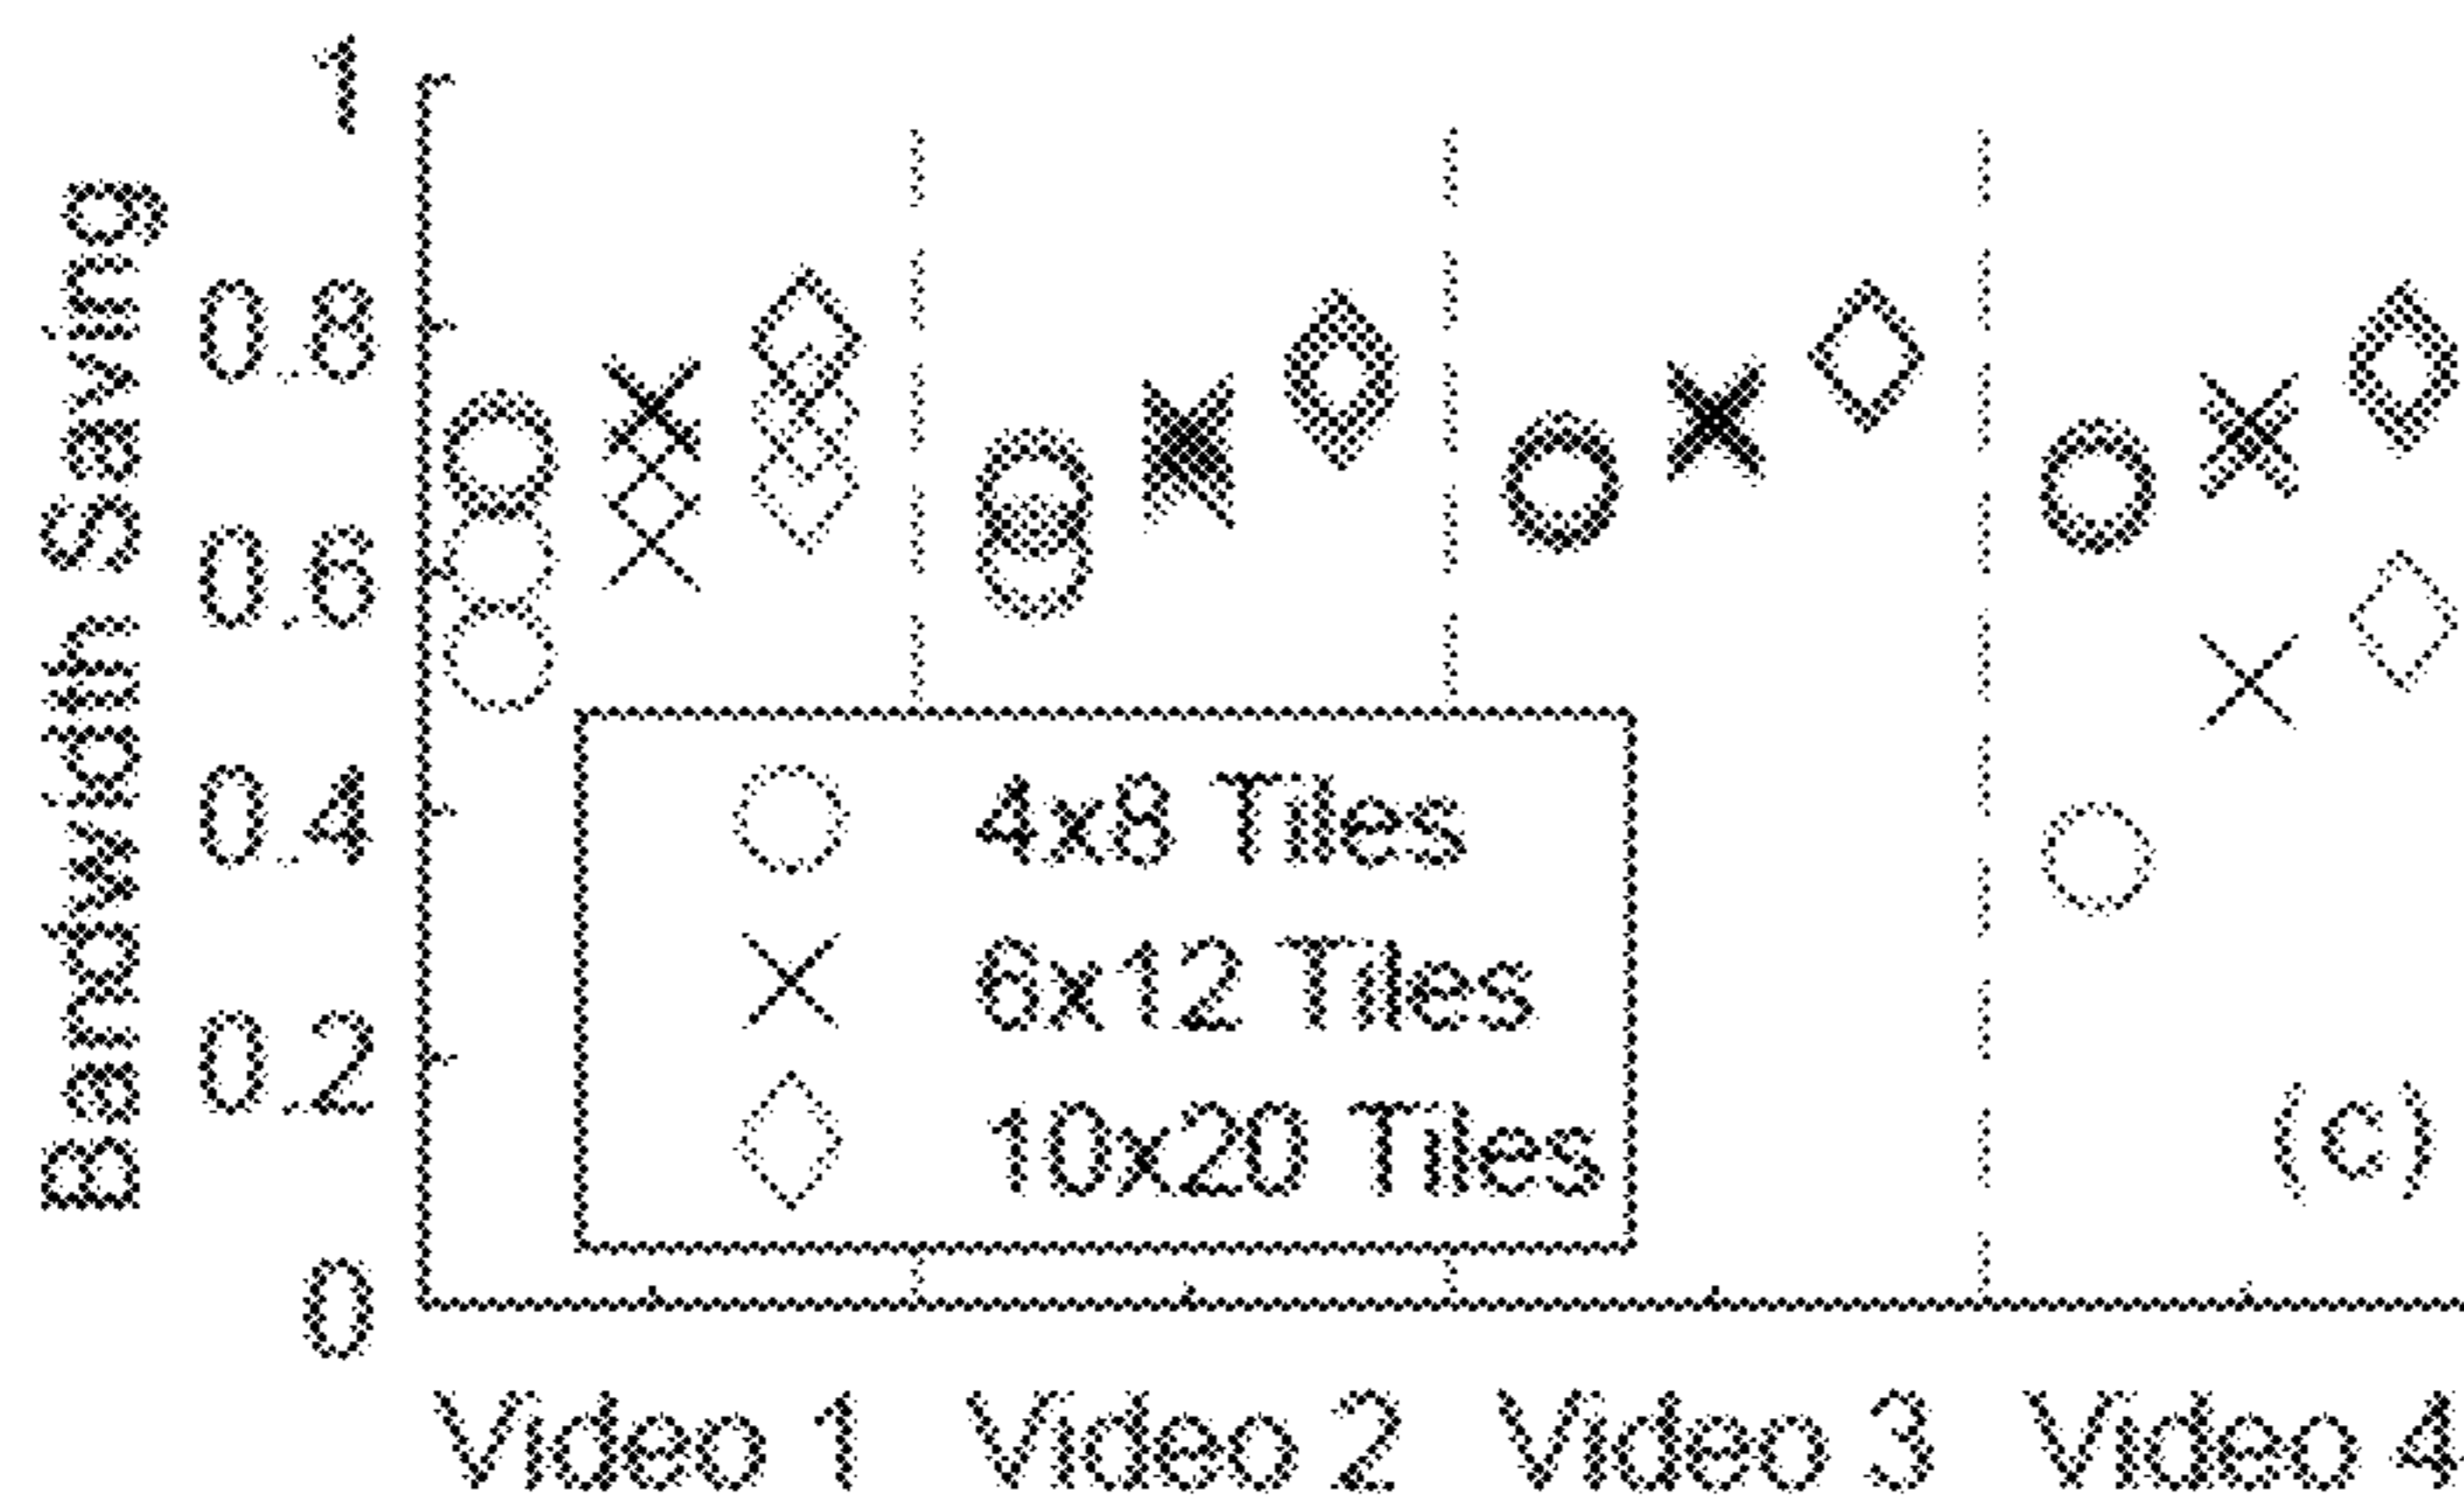 Bandwidth Saving
1
0.8
0.6
0.4
0.2
0
4x8 Tiles
6x12 Tiles
10x20 Tiles
(c)
Video 1 Video 2 Video 3 Video 4